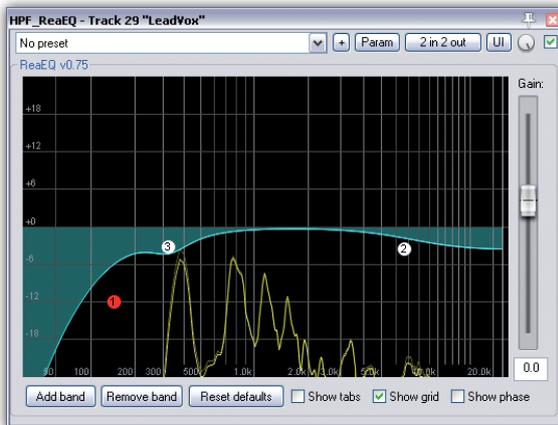 HPF_ReaEQ - Track 29 "LeadVox"
No preset
+
Param
2 in 2 out
UI
ReaEQ v0.75
Gain:
+18
+12
+6
+0
-6
-12
-18
3
2
1
50 100 200 300 500 1.0k 2.0k 5.0k 10.0k 20.0k
0.0
Add band
Remove band
Reset defaults
Show tabs
Show grid
Show phase